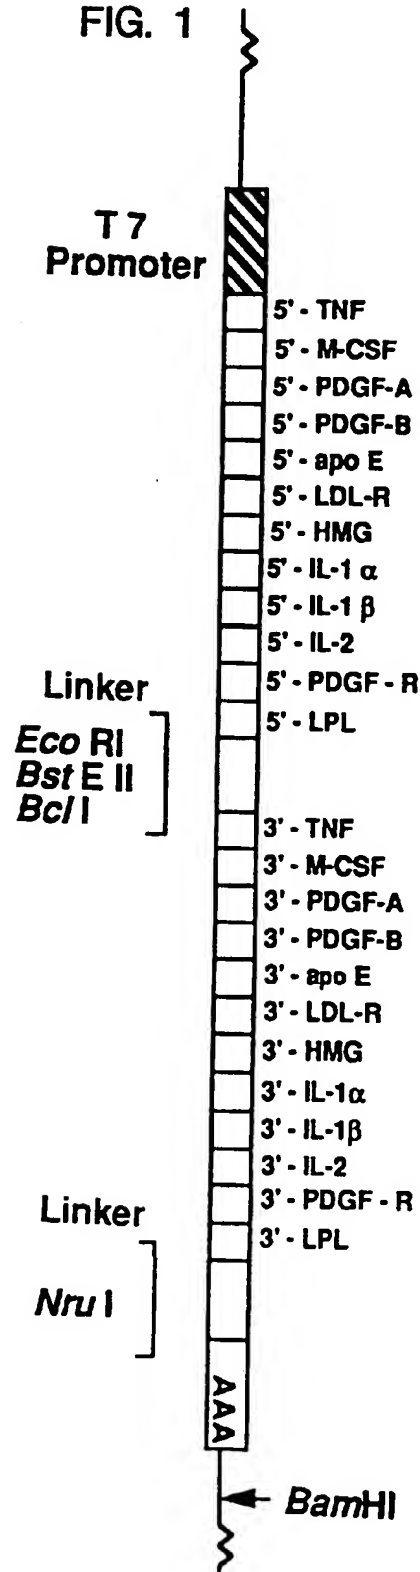 FIG. 1
T 7
Promoter
5' - TNF
5' - M-CSF
5' - PDGF-A
5' - PDGF-B
5' - apo E
5' - LDL-R
5' - HMG
5' - IL-1 α
5' - IL-1 β
5' - IL-2
5' - PDGF - R
5' - LPL
Linker
Eco RI
Bst E II
Bcl I
3' - TNF
3' - M-CSF
3' - PDGF-A
3' - PDGF-B
3' - apo E
3' - LDL-R
3' - HMG
3' - IL-1α
3' - IL-1β
3' - IL-2
3' - PDGF - R
3' - LPL
Linker
Nru I
AAA
BamHI